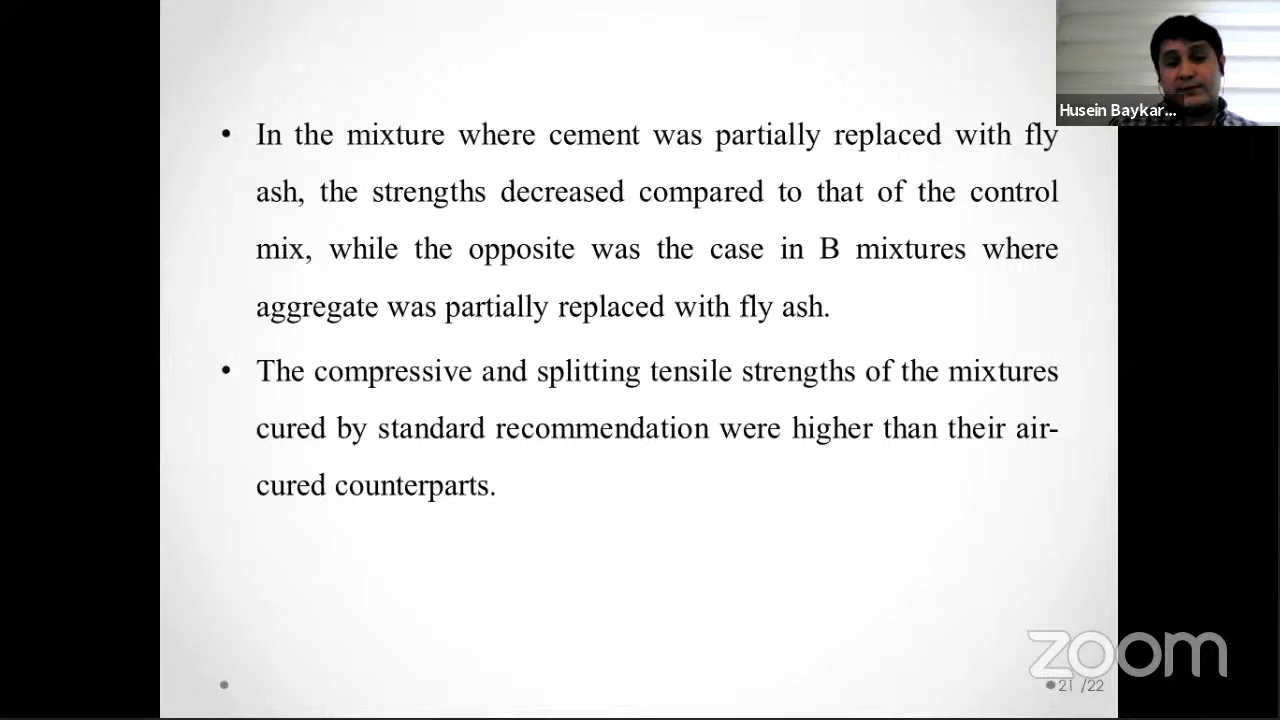 Husein Baykar...
• In the mixture where cement was partially replaced with fly
ash, the strengths decreased compared to that of the control
mix, while the opposite was the case in B mixtures where
aggregate was partially replaced with fly ash.
• The compressive and splitting tensile strengths of the mixtures
cured by standard recommendation were higher than their air-
cured counterparts.
zoom
21 /22